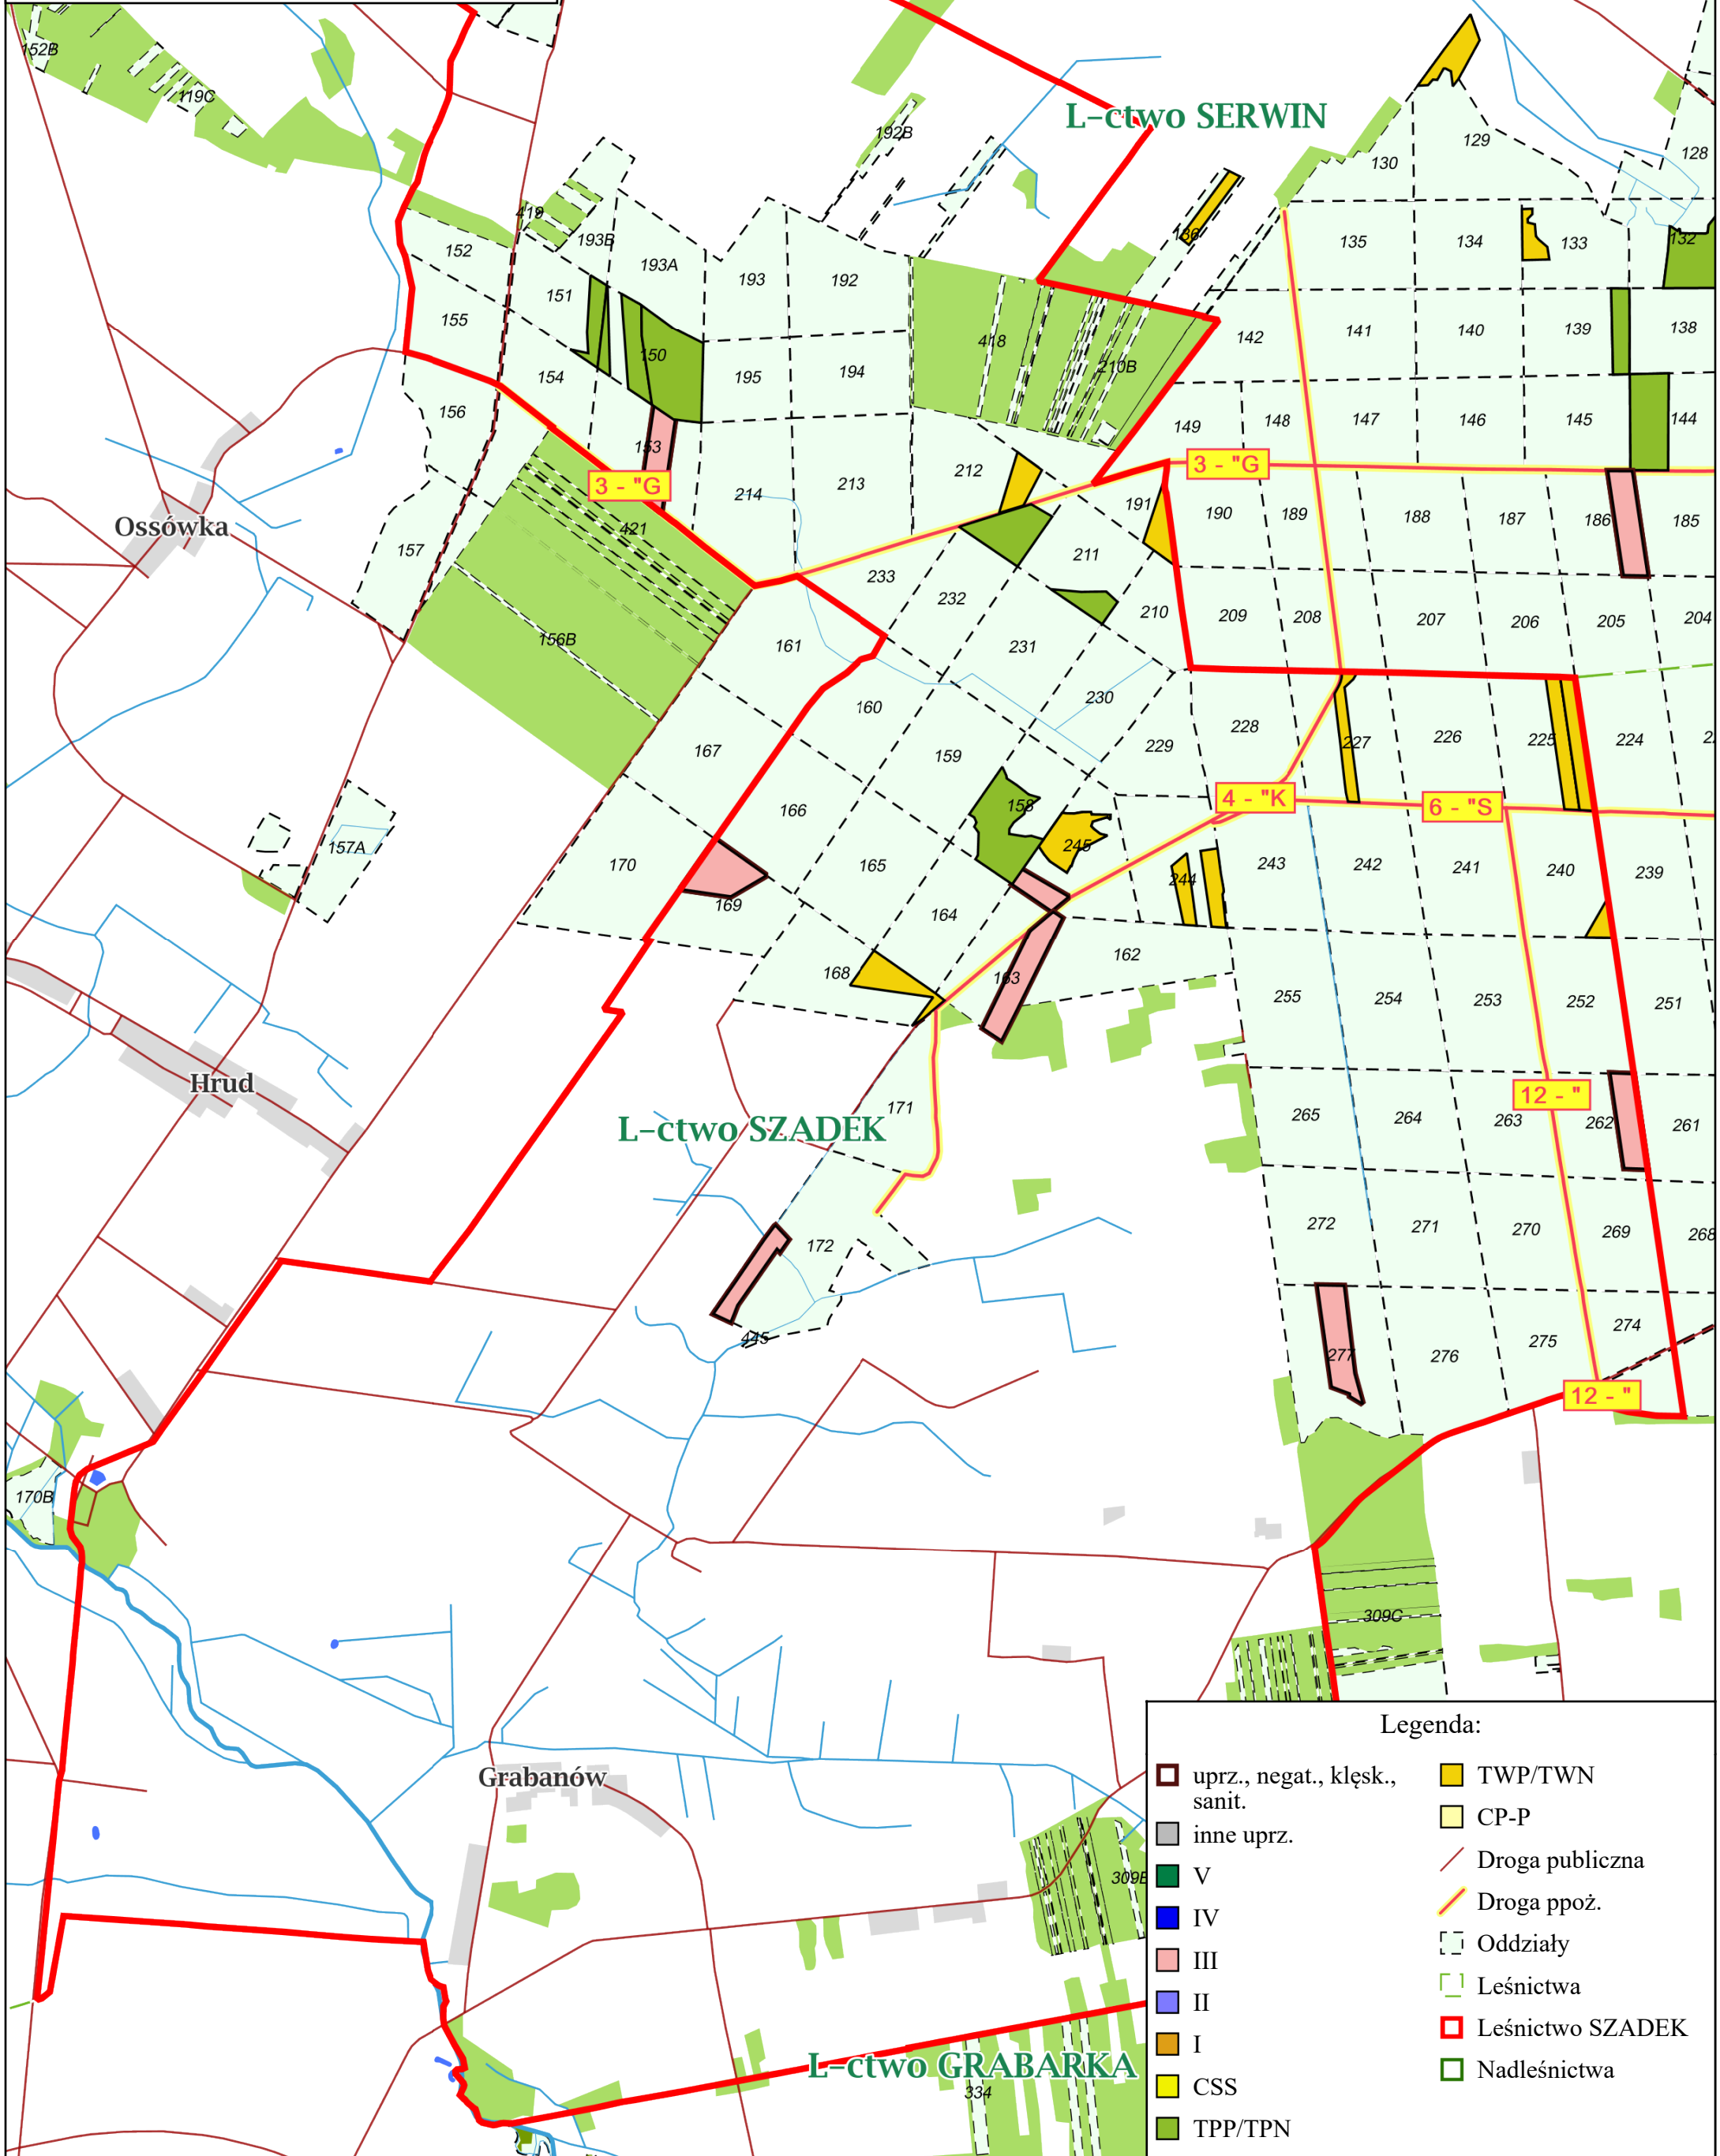 152B
119C
L-ctwo SERWIN
192B
130
129
128
419
193B
136
152
193A
193
192
135
134
133
132
151
155
150
418
142
141
140
139
138
154
195
194
210B
156
153
149
148
147
146
145
144
3 - "G
3 - "G
214
213
212
191
190
189
188
187
186
185
Ossówka
421
157
233
211
232
210
209
208
207
206
205
204
156B
161
231
160
230
167
159
229
228
227
226
225
224
158
4 - "K
6 - "S
166
157A
245
170
165
244
243
242
241
240
239
169
164
168
163
162
255
254
253
252
251
Hrud
L-ctwo SZADEK
171
12 - "
265
264
263
262
261
172
272
271
270
269
268
445
277
276
275
274
12 - "
170B
309C
Grabanów
309B
L-ctwo GRABARKA
334
Legenda:
uprz., negat., klęsk.,
sanit.
inne uprz.
V
IV
III
II
I
CSS
TPP/TPN
TWP/TWN
CP-P
Droga publiczna
Droga ppoż.
Oddziały
Leśnictwa
Leśnictwo SZADEK
Nadleśnictwa